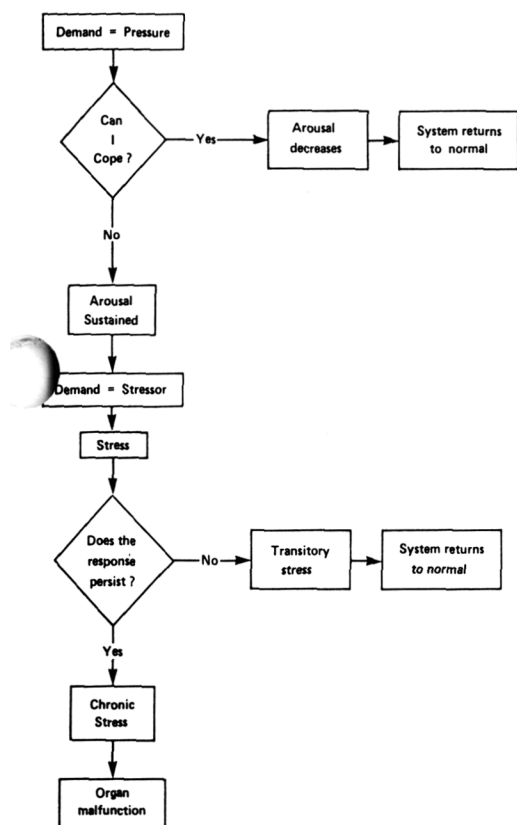 Demand = Pressure
Can
I
Cope ?
Yes
Arousal
decreases
System returns
to normal
No
Arousal
Sustained
Demand = Stressor
Stress
Does the
response
persist ?
No
Transitory
stress
System returns
to normal
Yes
Chronic
Stress
Organ
malfunction